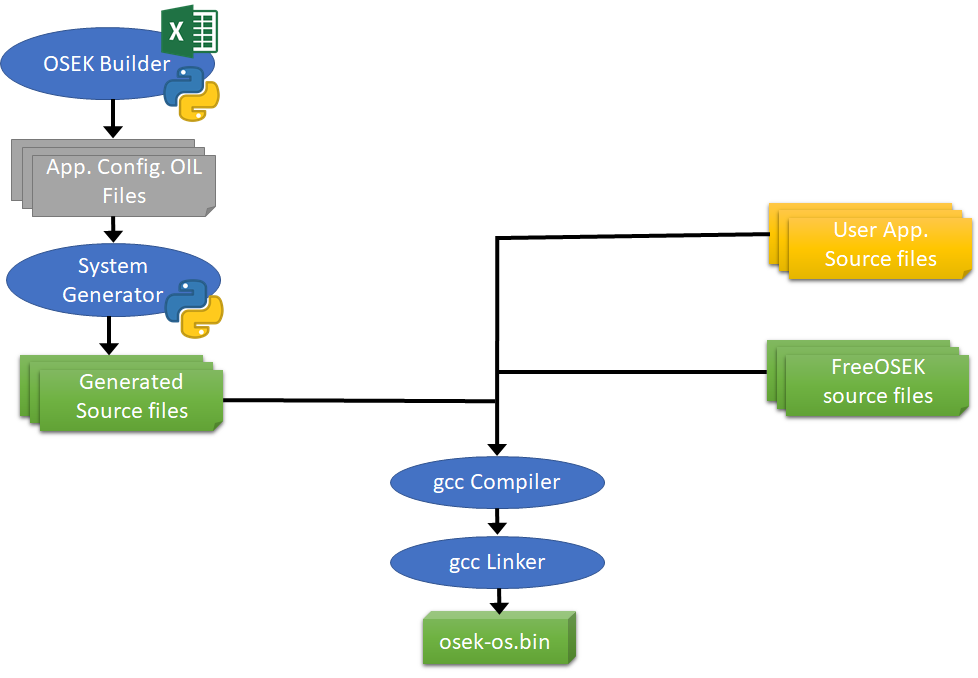 OSEK Builder
X
App. Config. OIL
Files
System
Generator
Generated
Source files
User App.
Source files
FreeOSEK
source files
gcc Compiler
gcc Linker
osek-os.bin